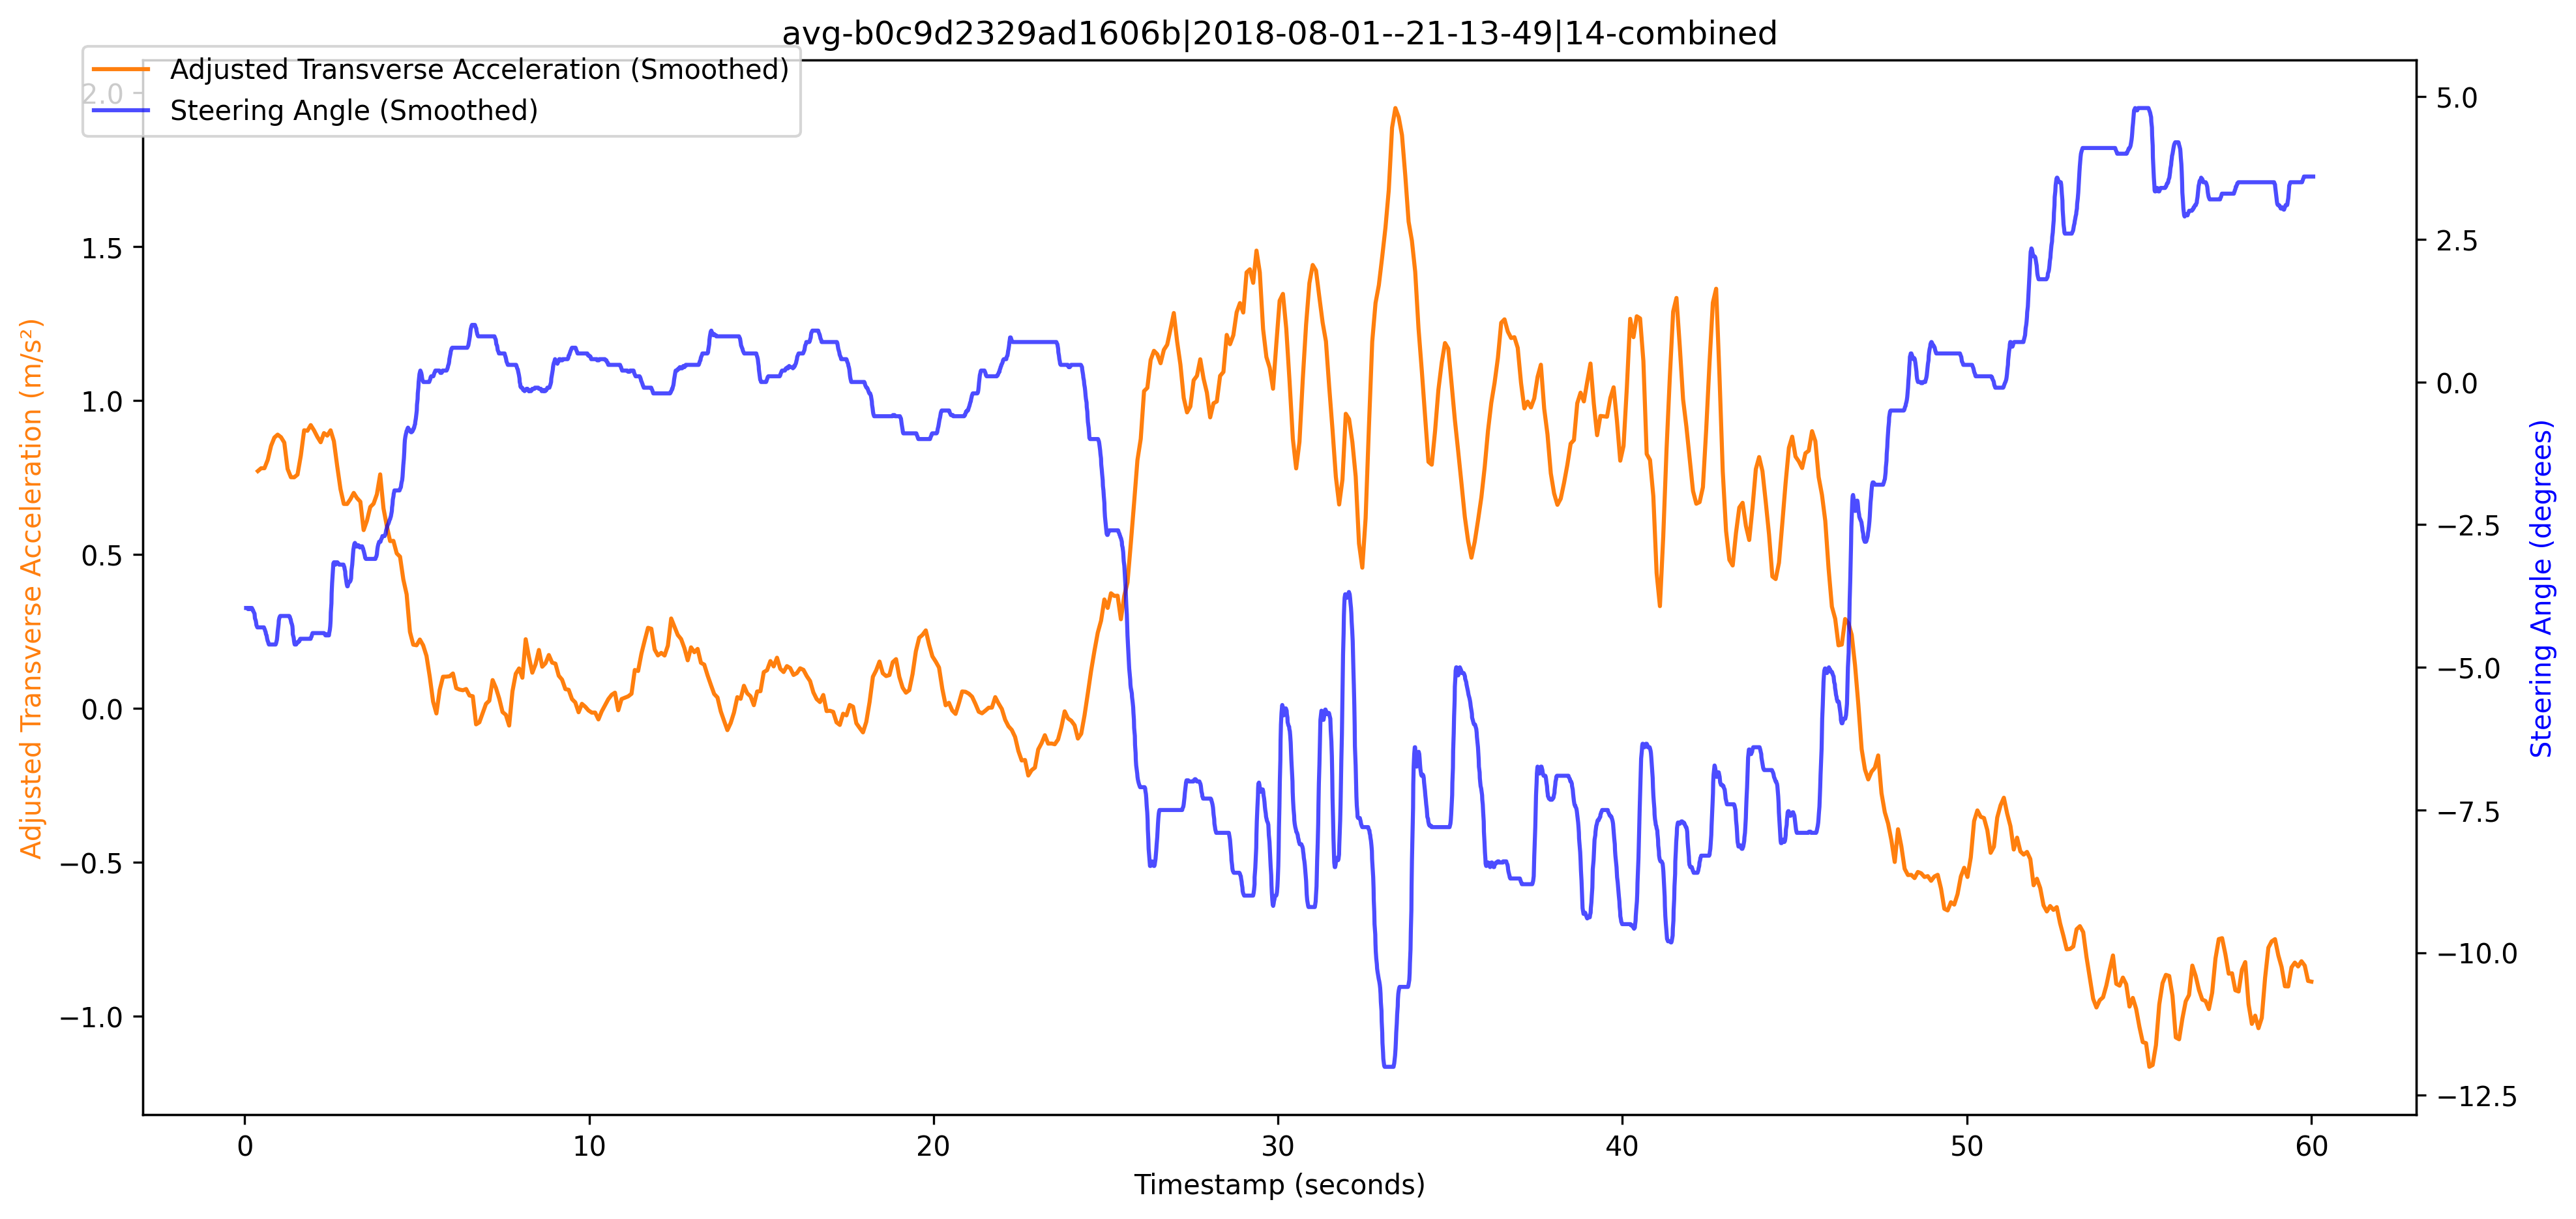 avg-b0c9d2329ad1606b|2018-08-01--21-13-49|14-combined
Adjusted Transverse Acceleration (Smoothed)
Steering Angle (Smoothed)
Adjusted Transverse Acceleration (m/s²)
2.0
1.5
1.0
0.5
0.0
−0.5
−1.0
5.0
2.5
0.0
−2.5
−5.0
−7.5
−10.0
−12.5
Steering Angle (degrees)
0 10 20 30 40 50 60
Timestamp (seconds)